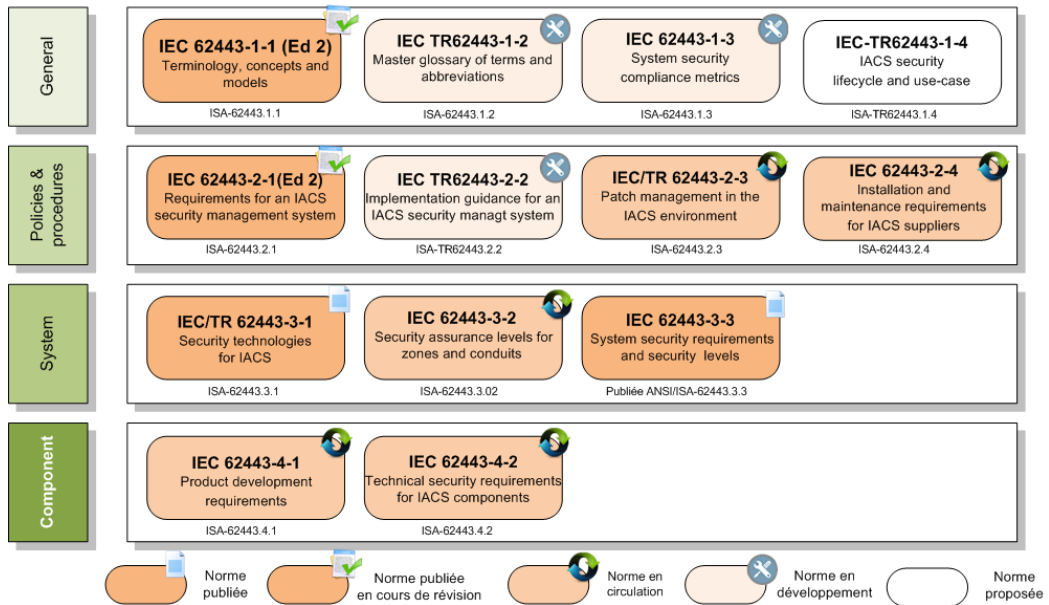 General
IEC 62443-1-1 (Ed 2)
Terminology, concepts and
models
ISA-62443.1.1
IEC TR62443-1-2
Master glossary of terms and
abbreviations
ISA-62443.1.2
IEC 62443-1-3
System security
compliance metrics
ISA-62443.1.3
IEC-TR62443-1-4
IACS security
lifecycle and use-case
ISA-TR62443.1.4
Policies &
procedures
IEC 62443-2-1(Ed 2)
Requirements for an IACS
security management system
ISA-62443.2.1
IEC TR62443-2-2
Implementation guidance for an
IACS security managt system
ISA-TR62443.2.2
IEC/TR 62443-2-3
Patch management in the
IACS environment
ISA-62443.2.3
IEC 62443-2-4
Installation and
maintenance requirements
for IACS suppliers
ISA-62443.2.4
System
IEC/TR 62443-3-1
Security technologies
for IACS
ISA-62443.3.1
IEC 62443-3-2
Security assurance levels for
zones and conduits
ISA-62443.3.02
IEC 62443-3-3
System security requirements
and security levels
Publiée ANSI/ISA-62443.3.3
Component
IEC 62443-4-1
Product development
requirements
ISA-62443.4.1
IEC 62443-4-2
Technical security requirements
for IACS components
ISA-62443.4.2
Norme
publiée
Norme publiée
en cours de révision
Norme en
circulation
Norme en
développement
Norme
proposée